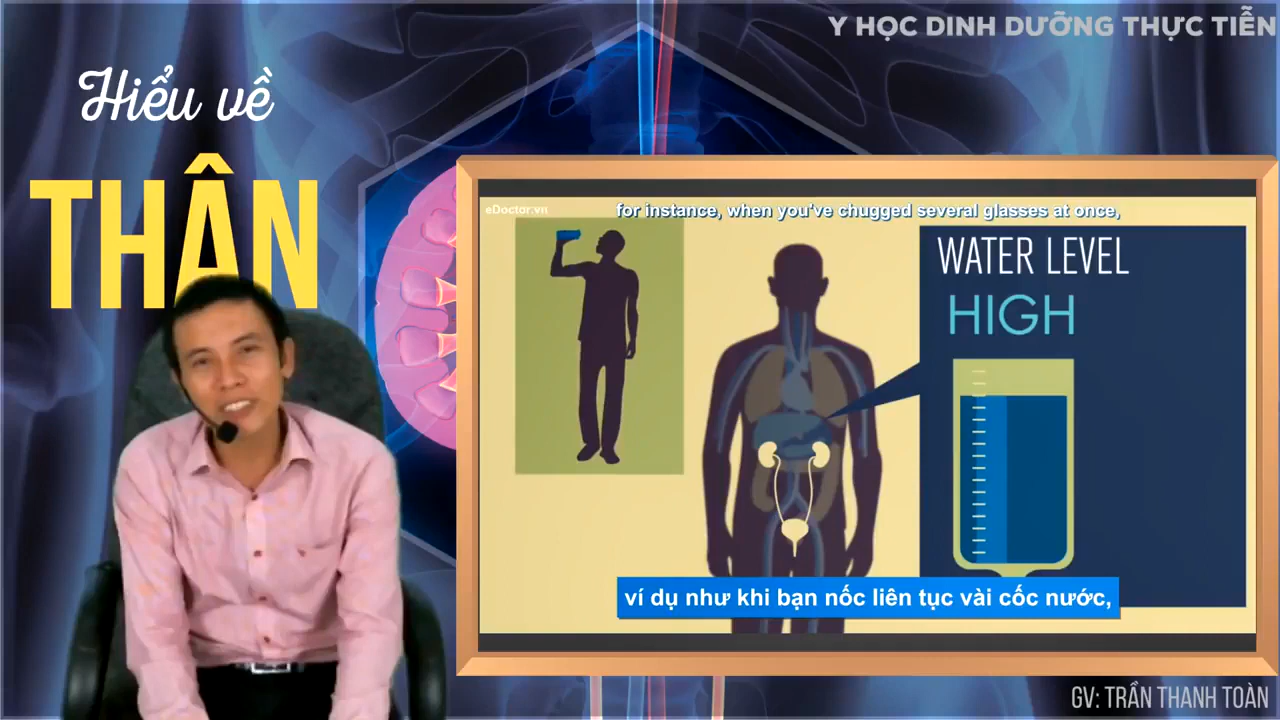 Y HỌC DINH DƯỠNG THỰC TIỄN
Hiểu về
THẬN
eDoctor.vn
for instance, when you've chugged several glasses at once,
WATER LEVEL
HIGH
ví dụ như khi bạn nốc liên tục vài cốc nước,
GV: TRẦN THANH TOÀN